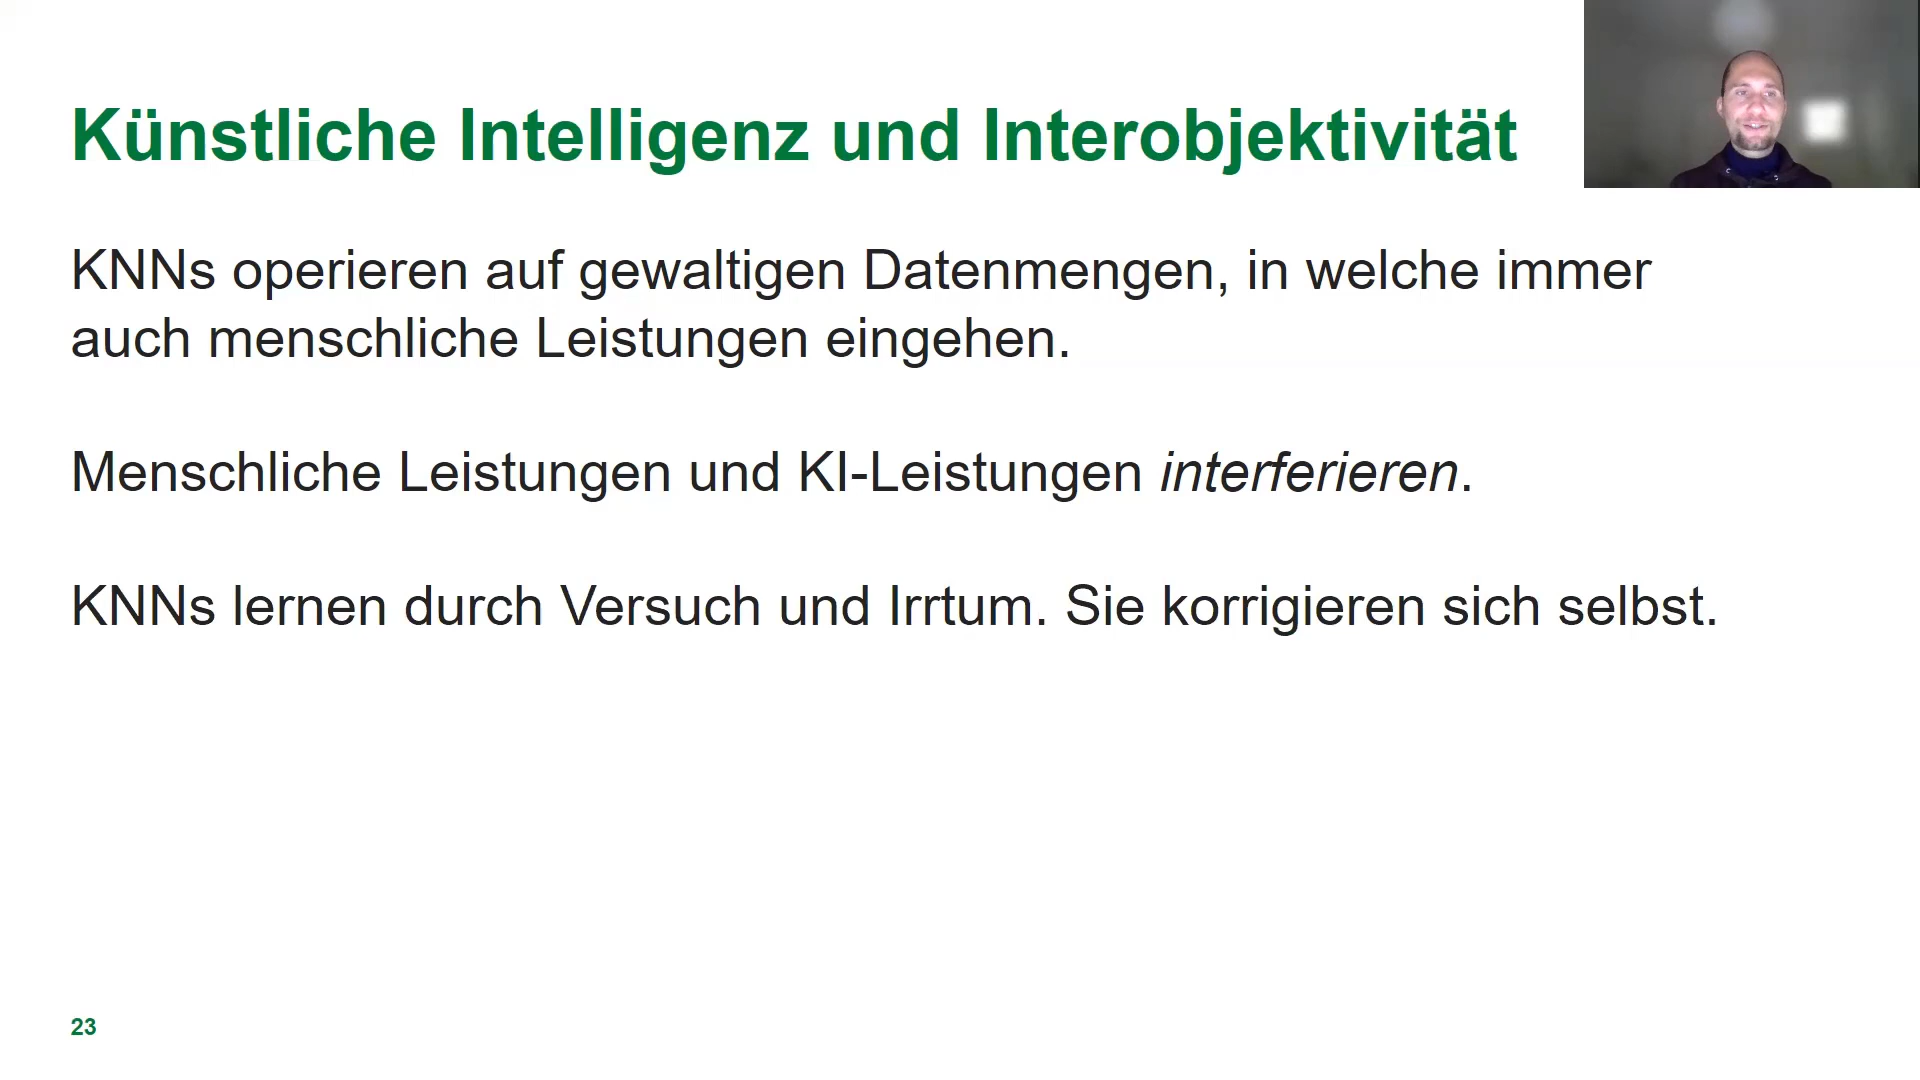 Künstliche Intelligenz und Interobjektivität
KNNs operieren auf gewaltigen Datenmengen, in welche immer
auch menschliche Leistungen eingehen.
Menschliche Leistungen und KI-Leistungen interferieren.
KNNs lernen durch Versuch und Irrtum. Sie korrigieren sich selbst.
23